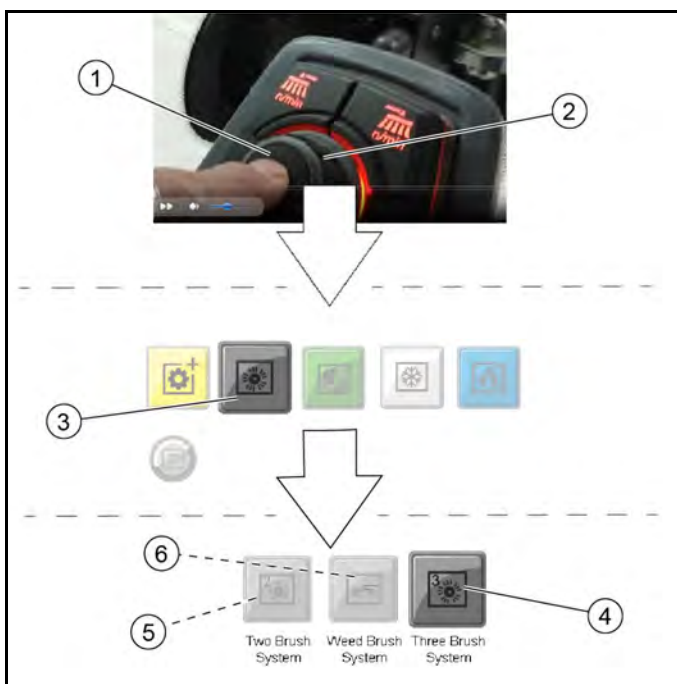 1
2
n/min
n/min
3
6
5
4
3
Two Brush
System
Weed Brush
System
Three Brush
System